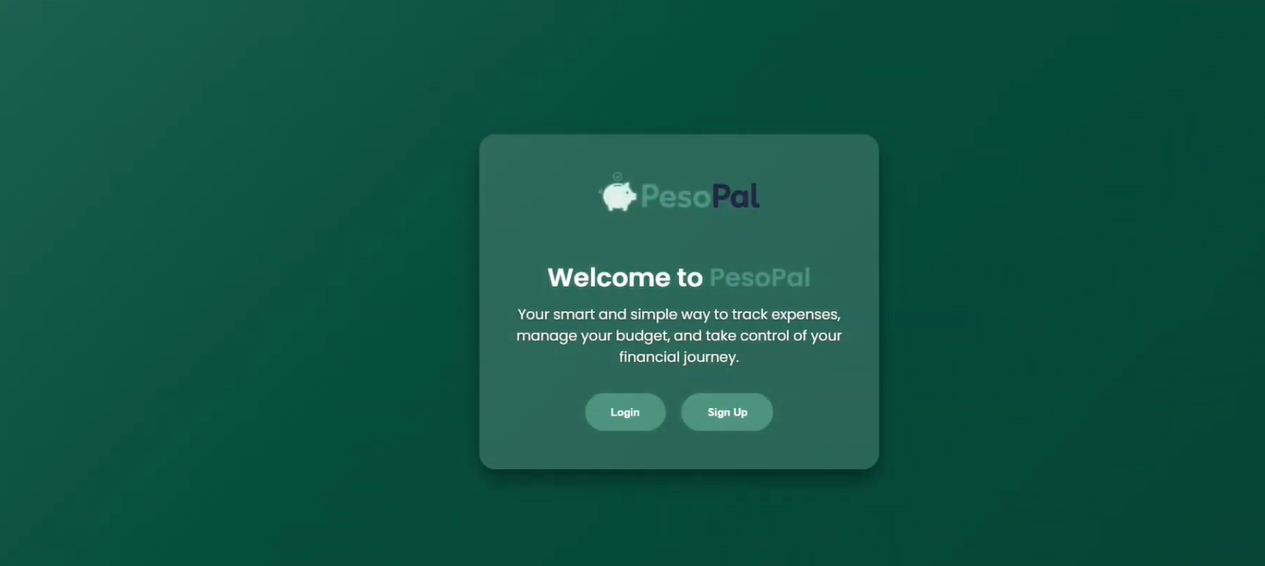 PesoPal
Welcome to PesoPal
Your smart and simple way to track expenses,
manage your budget, and take control of your
financial journey.
Login Sign Up